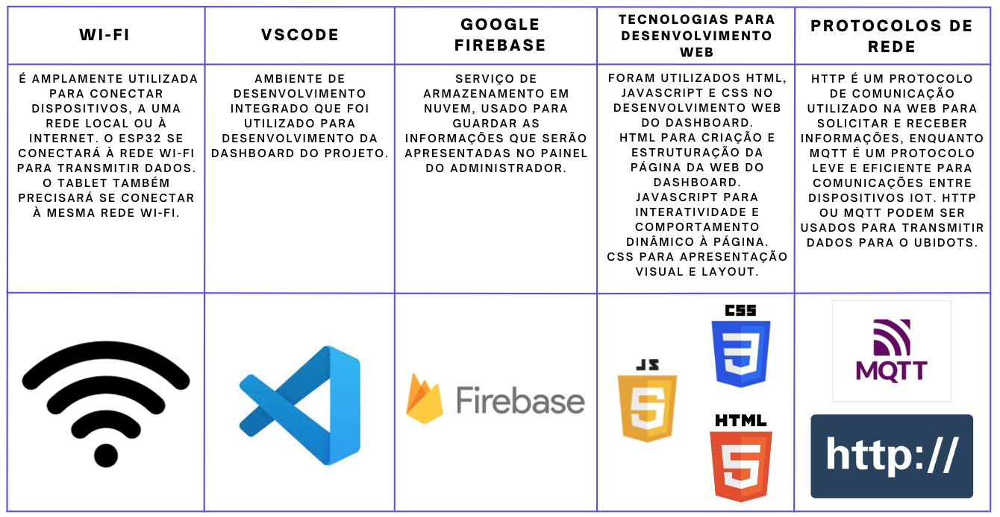 WI-FI
VSCODE
GOOGLE
FIREBASE
TECNOLOGIAS PARA
DESENVOLVIMENTO
WEB
PROTOCOLOS DE
REDE
É AMPLAMENTE UTILIZADA
PARA CONECTAR
DISPOSITIVOS, A UMA
REDE LOCAL OU À
INTERNET. O ESP32 SE
CONECTARÁ À REDE WI-FI
PARA TRANSMITIR DADOS.
O TABLET TAMBÉM
PRECISARÁ SE CONECTAR
À MESMA REDE WI-FI.
AMBIENTE DE
DESENVOLVIMENTO
INTEGRADO QUE FOI
UTILIZADO PARA
DESENVOLVIMENTO DA
DASHBOARD DO PROJETO.
SERVIÇO DE
ARMAZENAMENTO EM
NUVEM, USADO PARA
GUARDAR AS
INFORMAÇÕES QUE SERÃO
APRESENTADAS NO PAINEL
DO ADMINISTRADOR.
FORAM UTILIZADOS HTML,
JAVASCRIPT E CSS NO
DESENVOLVIMENTO WEB
DO DASHBOARD.
HTML PARA CRIAÇÃO E
ESTRUTURAÇÃO DA
PÁGINA DA WEB DO
DASHBOARD.
JAVASCRIPT PARA
INTERATIVIDADE E
COMPORTAMENTO
DINÂMICO À PÁGINA.
CSS PARA APRESENTAÇÃO
VISUAL E LAYOUT.
HTTP É UM PROTOCOLO
DE COMUNICAÇÃO
UTILIZADO NA WEB PARA
SOLICITAR E RECEBER
INFORMAÇÕES, ENQUANTO
MQTT É UM PROTOCOLO
LEVE E EFICIENTE PARA
COMUNICAÇÕES ENTRE
DISPOSITIVOS IOT. HTTP
OU MQTT PODEM SER
USADOS PARA TRANSMITIR
DADOS PARA O UBIDOTS.
Firebase
JS
5
CSS
3
HTML
5
MQTT
http://